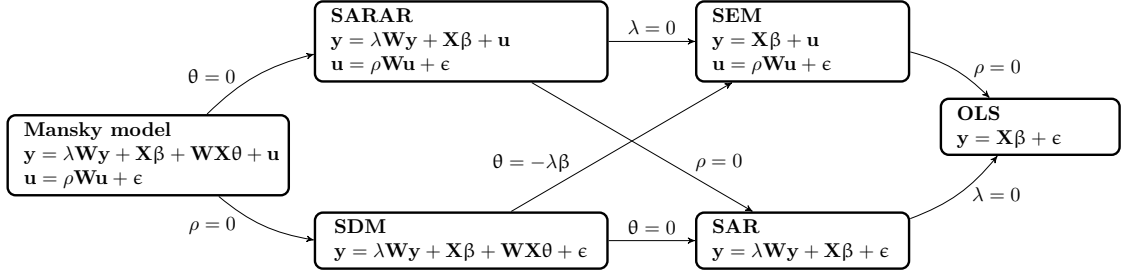 SARAR
𝐲 = λ𝐖𝐲 + 𝐗β + 𝐮
𝐮 = ρ𝐖𝐮 + ϵ
λ = 0
SEM
𝐲 = 𝐗β + 𝐮
𝐮 = ρ𝐖𝐮 + ϵ
θ = 0
ρ = 0
Mansky model
𝐲 = λ𝐖𝐲 + 𝐗β + 𝐖𝐗θ + 𝐮
𝐮 = ρ𝐖𝐮 + ϵ
OLS
𝐲 = 𝐗β + ϵ
θ = −λβ
ρ = 0
ρ = 0
λ = 0
SDM
𝐲 = λ𝐖𝐲 + 𝐗β + 𝐖𝐗θ + ϵ
θ = 0
SAR
𝐲 = λ𝐖𝐲 + 𝐗β + ϵ